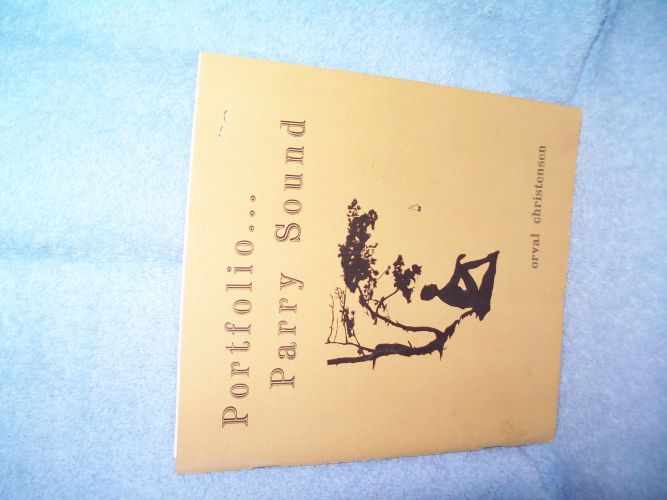 Portfolio...
Parry Sound
orval christensen